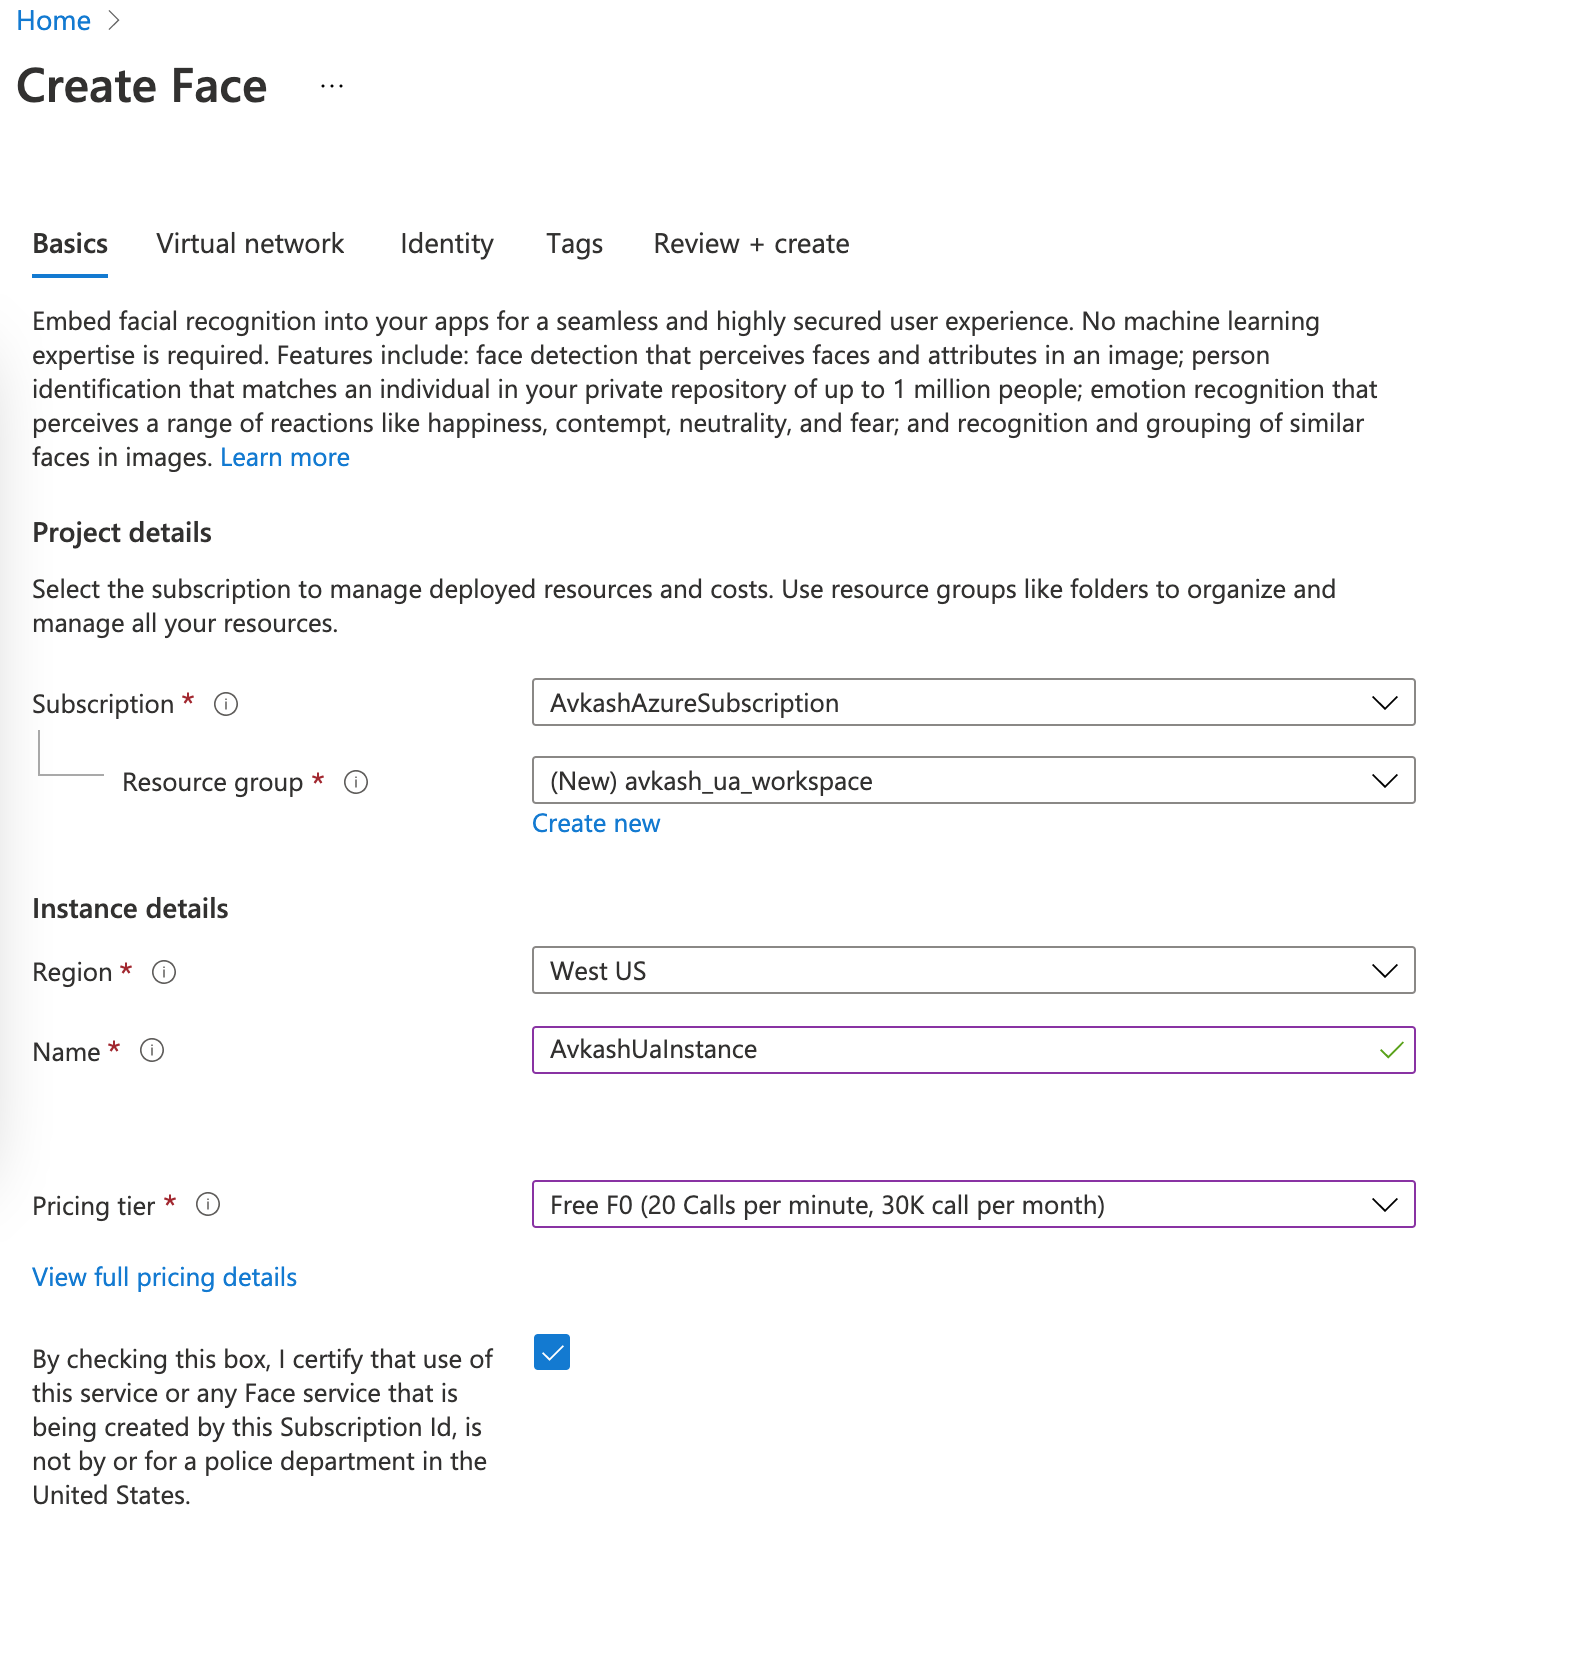 Home >
Create Face ...
Basics Virtual network Identity Tags Review + create
Embed facial recognition into your apps for a seamless and highly secured user experience. No machine learning
expertise is required. Features include: face detection that perceives faces and attributes in an image; person
identification that matches an individual in your private repository of up to 1 million people; emotion recognition that
perceives a range of reactions like happiness, contempt, neutrality, and fear; and recognition and grouping of similar
faces in images. Learn more
Project details
Select the subscription to manage deployed resources and costs. Use resource groups like folders to organize and
manage all your resources.
Subscription * AvkashAzureSubscription
Resource group * (New) avkash_ua_workspace
Create new
Instance details
Region * West US
Name * AvkashUaInstance
Pricing tier * Free F0 (20 Calls per minute, 30K call per month)
View full pricing details
By checking this box, I certify that use of
this service or any Face service that is
being created by this Subscription Id, is
not by or for a police department in the
United States.